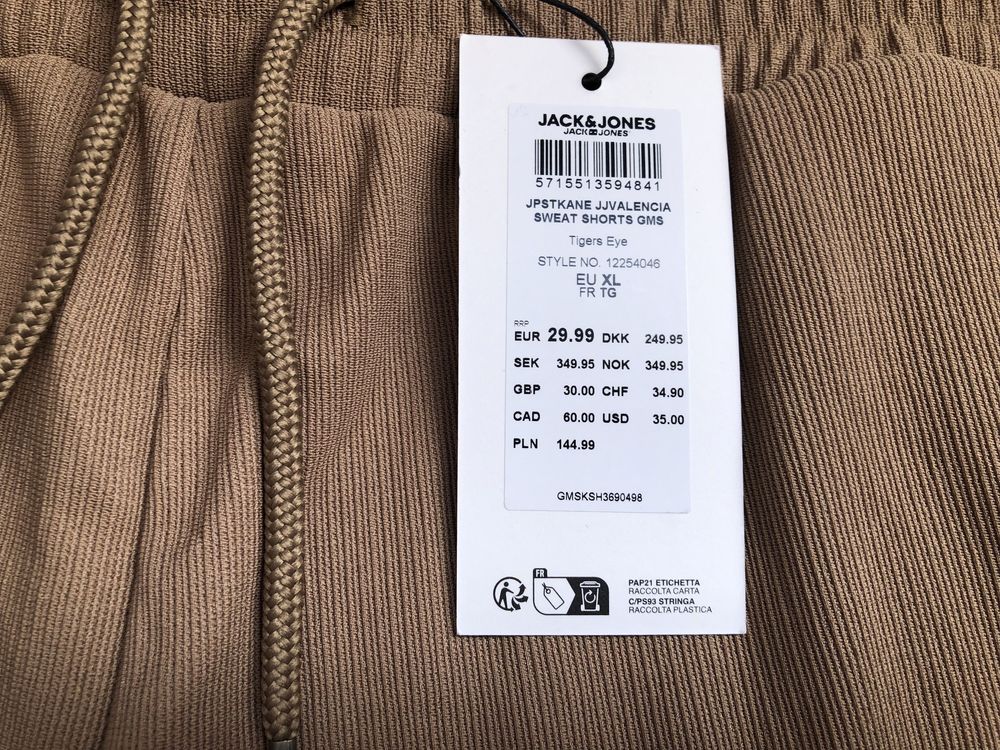 JACK&JONES
JACK & JONES
5715513594841
JPSTKANE JJVALENCIA
SWEAT SHORTS GMS
Tigers Eye
STYLE NO. 12254046
EU XL
FR TG
RRP
EUR 29.99 DKK 249.95
SEK 349.95 NOK 349.95
GBP 30.00 CHF 34.90
CAD 60.00 USD 35.00
PLN 144.99
GMSKSH3690498
FR
PAP21 ETICHETTA
RACCOLTA CARTA
C/PS93 STRINGA
RACCOLTA PLASTICA